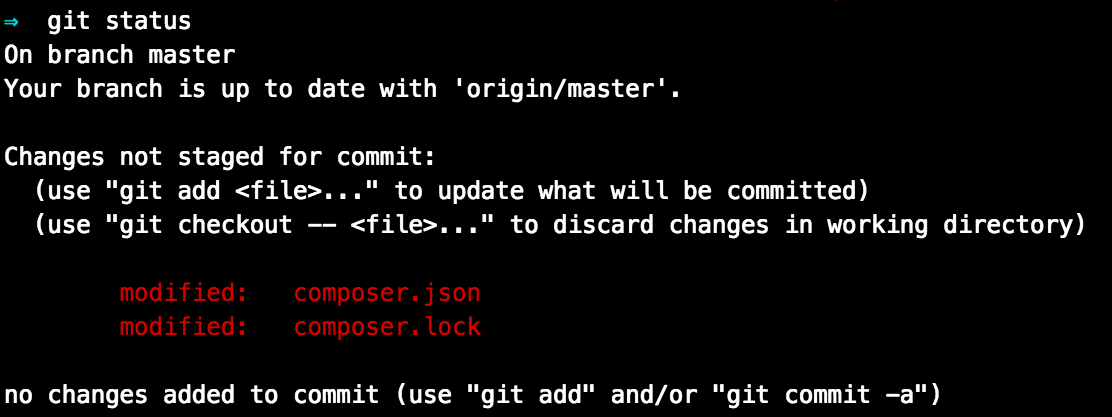 ⇒ git status
On branch master
Your branch is up to date with 'origin/master'.
Changes not staged for commit:
(use "git add <file>..." to update what will be committed)
(use "git checkout -- <file>..." to discard changes in working directory)
modified: composer.json
modified: composer.lock
no changes added to commit (use "git add" and/or "git commit -a")